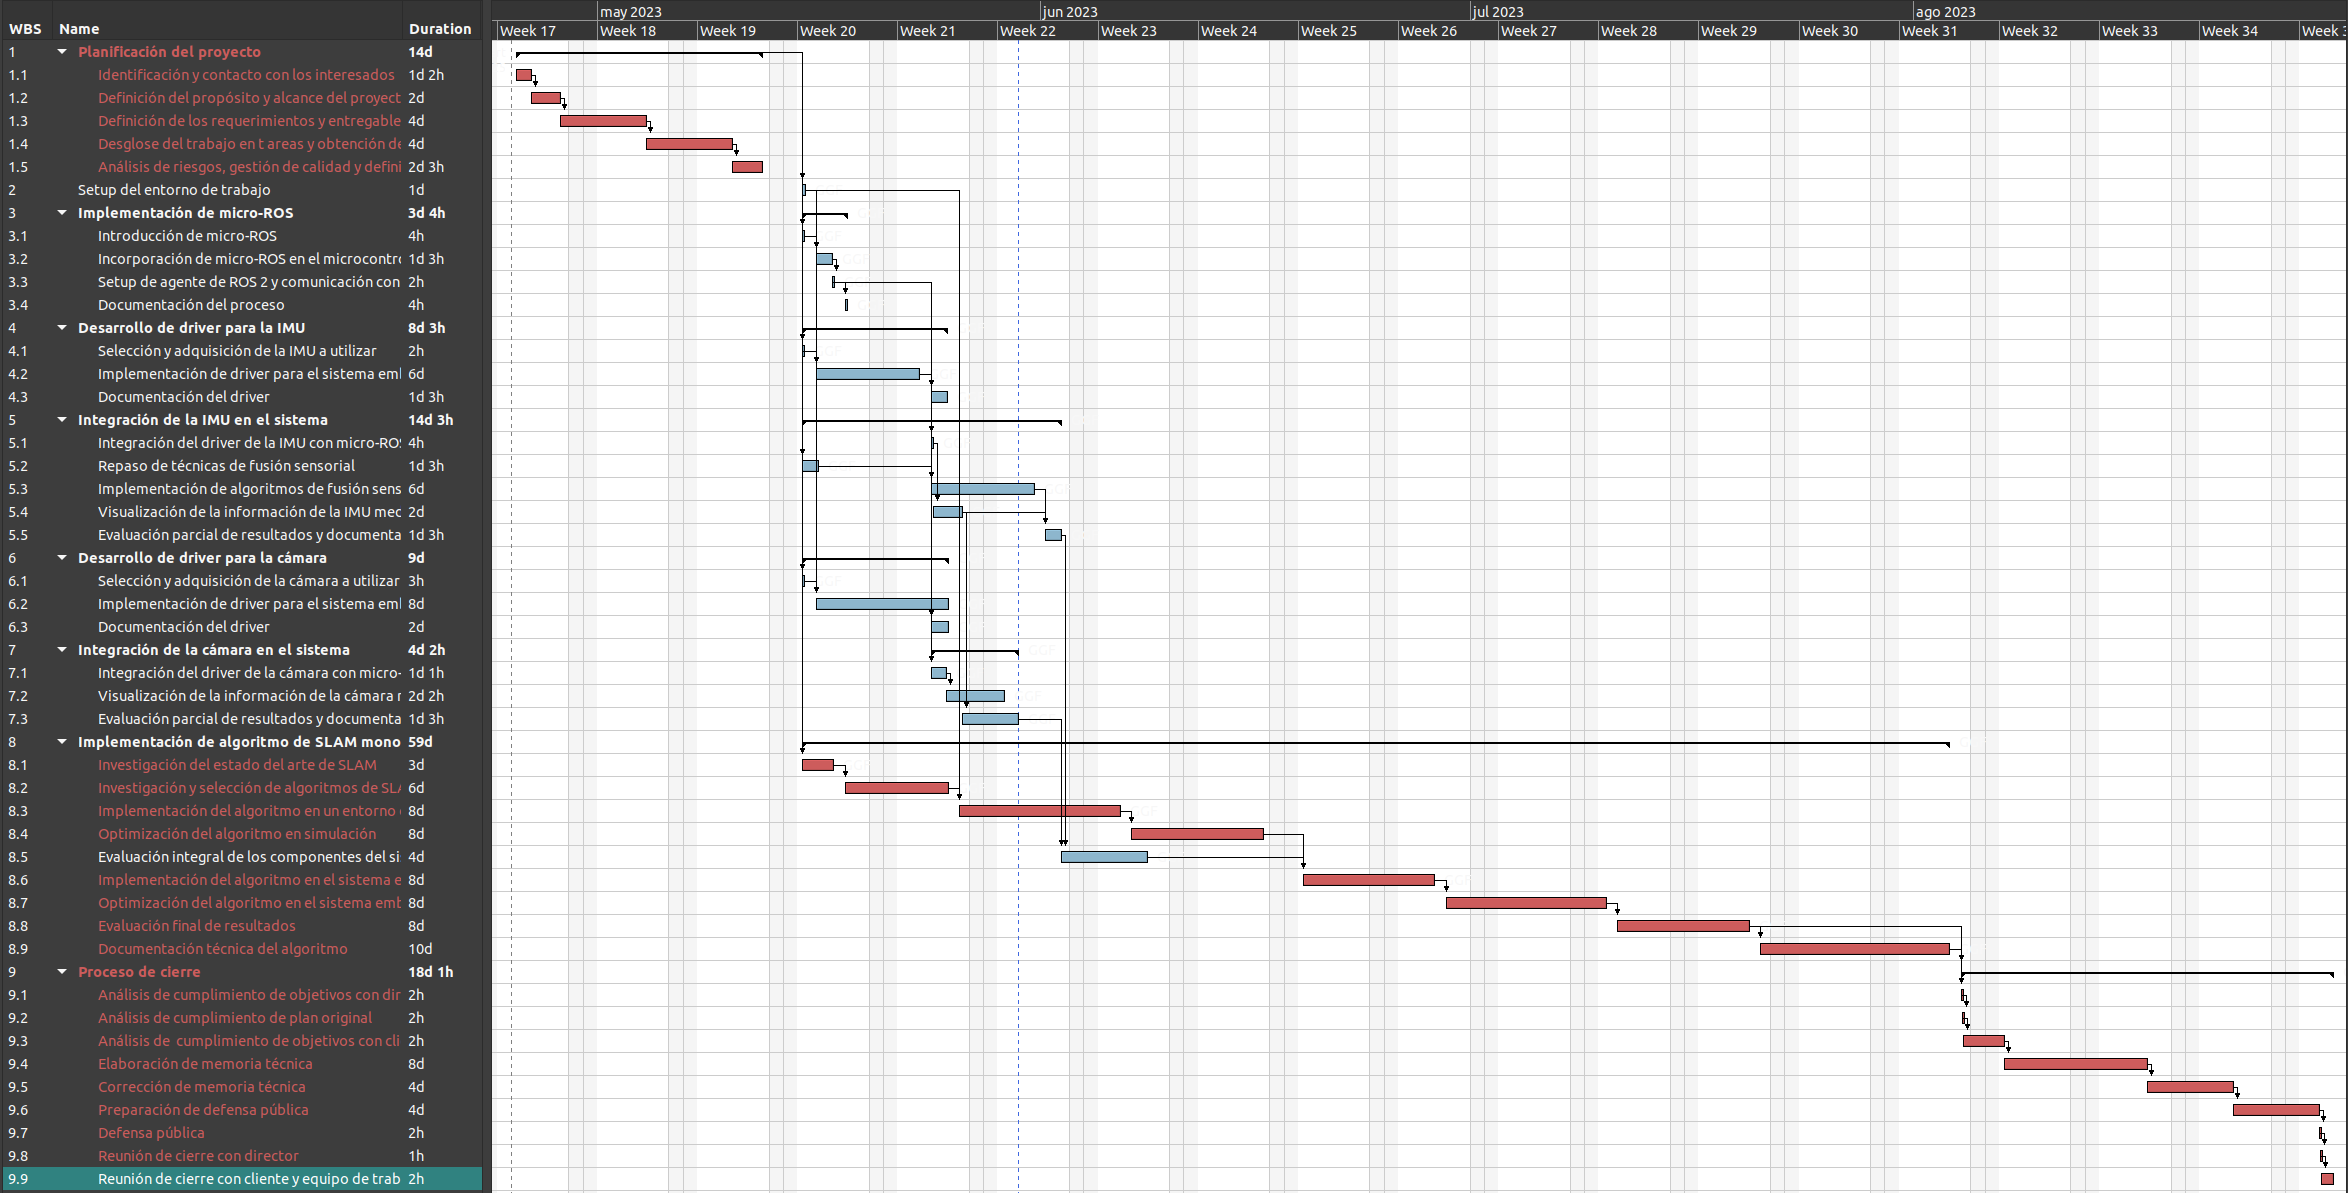 may 2023 jun 2023 jul 2023 ago 2023
WBS Name Duration Week 17 Week 18 Week 19 Week 20 Week 21 Week 22 Week 23 Week 24 Week 25 Week 26 Week 27 Week 28 Week 29 Week 30 Week 31 Week 32 Week 33 Week 34 Week
1 Planificación del proyecto 14d
1.1 Identificación y contacto con los interesados 1d 2h
1.2 Definición del propósito y alcance del proyect 2d
1.3 Definición de los requerimientos y entregable 4d
1.4 Desglose del trabajo en t areas y obtención de 4d
1.5 Análisis de riesgos, gestión de calidad y defini 2d 3h
2 Setup del entorno de trabajo 1d
3 Implementación de micro-ROS 3d 4h
3.1 Introducción de micro-ROS 4h
3.2 Incorporación de micro-ROS en el microcontro 1d 3h
3.3 Setup de agente de ROS 2 y comunicación con 2h
3.4 Documentación del proceso 4h
4 Desarrollo de driver para la IMU 8d 3h
4.1 Selección y adquisición de la IMU a utilizar 2h
4.2 Implementación de driver para el sistema eml 6d
4.3 Documentación del driver 1d 3h
5 Integración de la IMU en el sistema 14d 3h
5.1 Integración del driver de la IMU con micro-RO 4h
5.2 Repaso de técnicas de fusión sensorial 1d 3h
5.3 Implementación de algoritmos de fusión sens 6d
5.4 Visualización de la información de la IMU med 2d
5.5 Evaluación parcial de resultados y documenta 1d 3h
6 Desarrollo de driver para la cámara 9d
6.1 Selección y adquisición de la cámara a utilizar 3h
6.2 Implementación de driver para el sistema eml 8d
6.3 Documentación del driver 2d
7 Integración de la cámara en el sistema 4d 2h
7.1 Integración del driver de la cámara con micro- 1d 1h
7.2 Visualización de la información de la cámara 2d 2h
7.3 Evaluación parcial de resultados y documenta 1d 3h
8 Implementación de algoritmo de SLAM mono 59d
8.1 Investigación del estado del arte de SLAM 3d
8.2 Investigación y selección de algoritmos de SLA 6d
8.3 Implementación del algoritmo en un entorno 8d
8.4 Optimización del algoritmo en simulación 8d
8.5 Evaluación integral de los componentes del si 4d
8.6 Implementación del algoritmo en el sistema e 8d
8.7 Optimización del algoritmo en el sistema emb 8d
8.8 Evaluación final de resultados 8d
8.9 Documentación técnica del algoritmo 10d
9 Proceso de cierre 18d 1h
9.1 Análisis de cumplimiento de objetivos con dir 2h
9.2 Análisis de cumplimiento de plan original 2h
9.3 Análisis de cumplimiento de objetivos con cli 2h
9.4 Elaboración de memoria técnica 8d
9.5 Corrección de memoria técnica 4d
9.6 Preparación de defensa pública 4d
9.7 Defensa pública 2h
9.8 Reunión de cierre con director 1h
9.9 Reunión de cierre con cliente y equipo de trab 2h